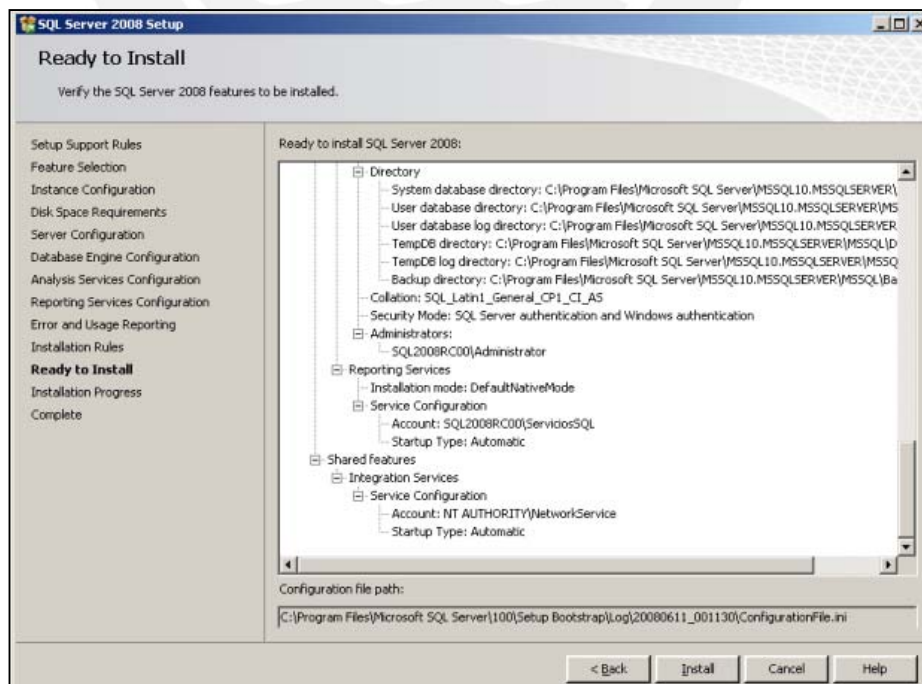 SQL Server 2008 Setup
Ready to Install
Verify the SQL Server 2008 features to be installed.
Setup Support Rules
Feature Selection
Instance Configuration
Disk Space Requirements
Server Configuration
Database Engine Configuration
Analysis Services Configuration
Reporting Services Configuration
Error and Usage Reporting
Installation Rules
Ready to Install
Installation Progress
Complete
Ready to install SQL Server 2008:
Directory
System database directory: C:\Program Files\Microsoft SQL Server\MSSQL10.MSSQLSERVER\
User database directory: C:\Program Files\Microsoft SQL Server\MSSQL10.MSSQLSERVER\MS
User database log directory: C:\Program Files\Microsoft SQL Server\MSSQL10.MSSQLSERVER
TempDB directory: C:\Program Files\Microsoft SQL Server\MSSQL10.MSSQLSERVER\MSSQL\D
TempDB log directory: C:\Program Files\Microsoft SQL Server\MSSQL10.MSSQLSERVER\MSSQ
Backup directory: C:\Program Files\Microsoft SQL Server\MSSQL10.MSSQLSERVER\MSSQL\Ba
Collation: SQL_Latin1_General_CP1_CI_AS
Security Mode: SQL Server authentication and Windows authentication
Administrators:
SQL2008RC00\Administrator
Reporting Services
Installation mode: DefaultNativeMode
Service Configuration
Account: SQL2008RC00\ServiciosSQL
Startup Type: Automatic
Shared features
Integration Services
Service Configuration
Account: NT AUTHORITY\NetworkService
Startup Type: Automatic
Configuration file path:
C:\Program Files\Microsoft SQL Server\100\Setup Bootstrap\Log\20080611_001130\ConfigurationFile.ini
< Back Install Cancel Help